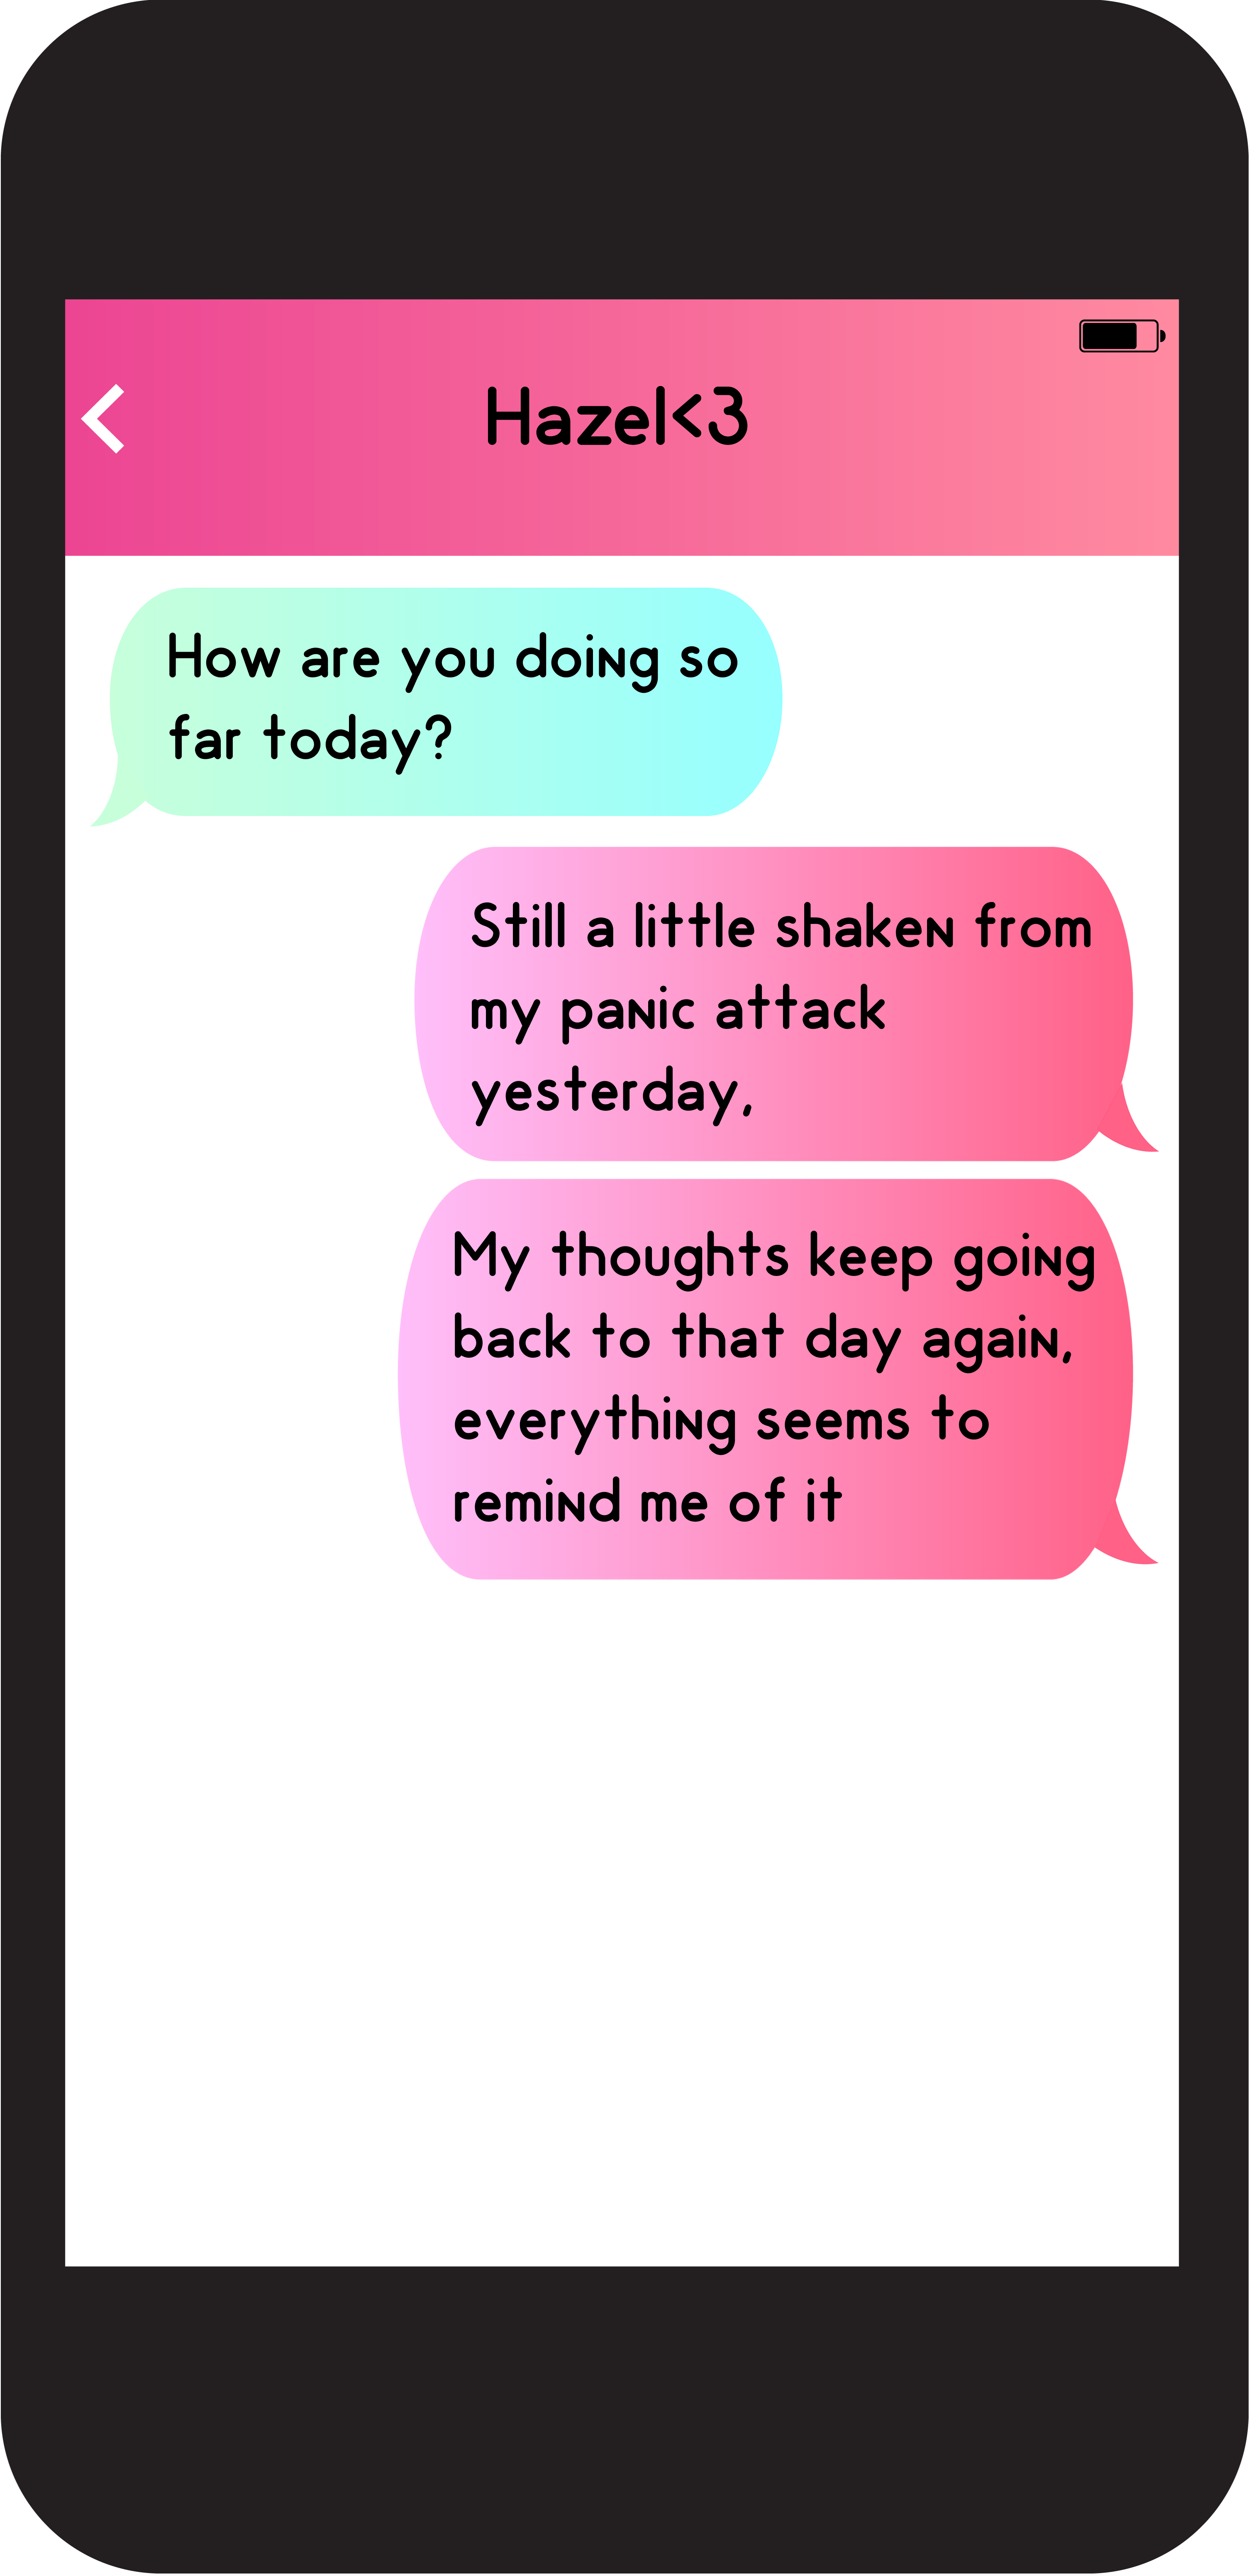 Hazel<3
How are you doing so
far today?
Still a little shaken from
my panic attack
yesterday,
My thoughts keep going
back to that day again,
everything seems to
remind me of it